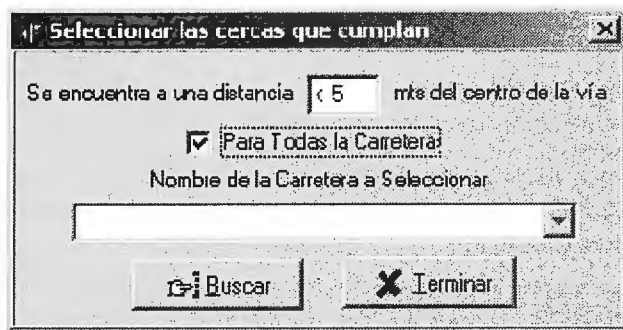 Seleccionar las cercas que cumplan
Se encuentra a una distancia < 5 mts del centro de la vía
Para Todas la Carretera
Nombre de la Carretera a Seleccionar
Buscar Terminar